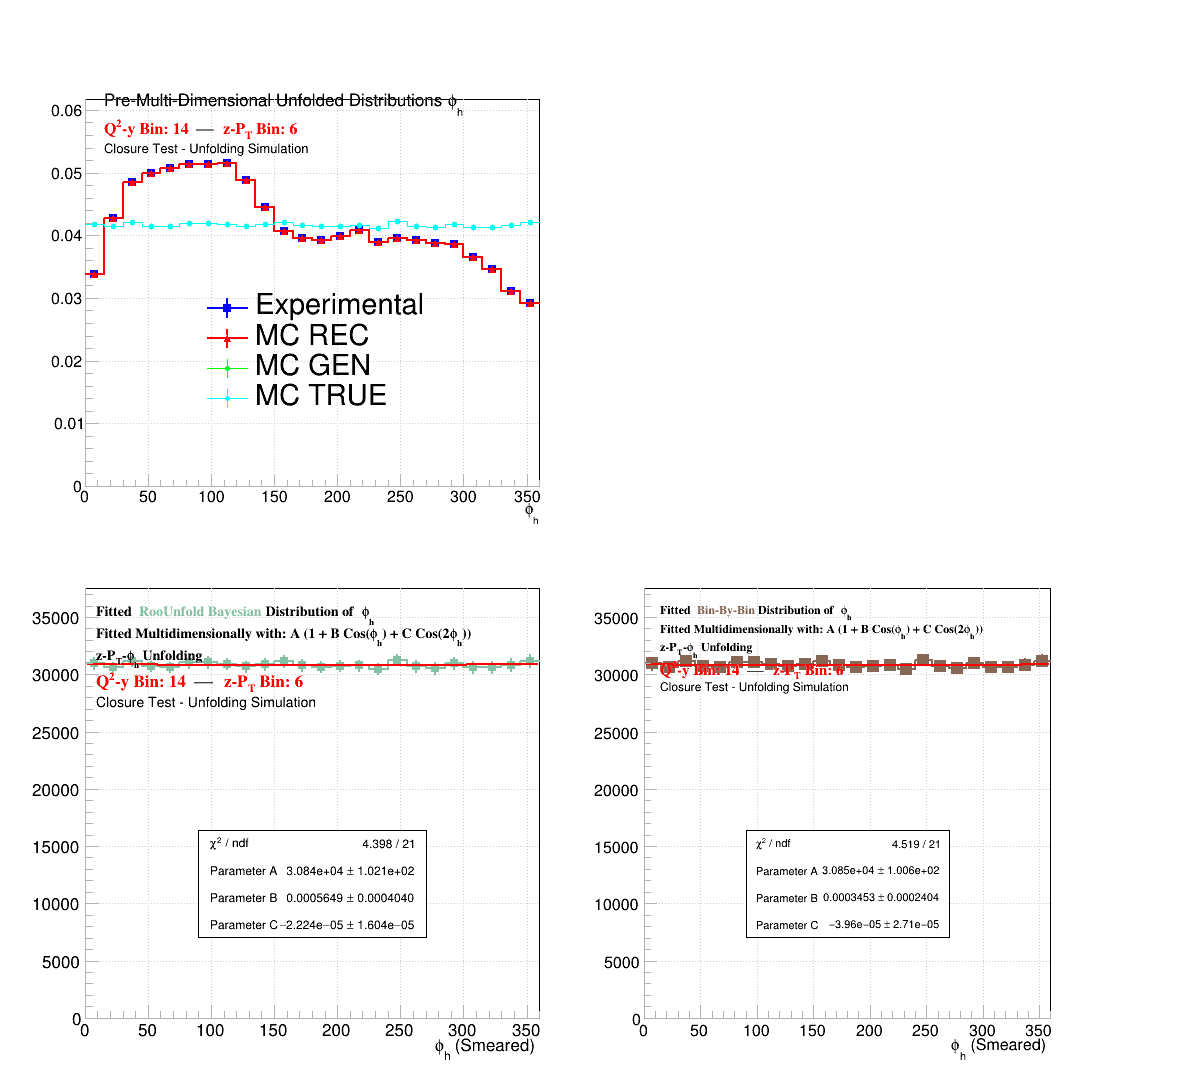 Pre-Multi-Dimensional Unfolded Distributions ϕ_h
Q²-y Bin: 14 — z-P_T Bin: 6
Closure Test - Unfolding Simulation
0.06
0.05
0.04
0.03
0.02
0.01
0
Experimental
MC REC
MC GEN
MC TRUE
0 50 100 150 200 250 300 350
ϕ_h
Fitted RooUnfold Bayesian Distribution of ϕ_h
Fitted Multidimensionally with: A (1 + B Cos(ϕ_h) + C Cos(2ϕ_h))
z-P_T-ϕ_h Unfolding
Q²-y Bin: 14 — z-P_T Bin: 6
Closure Test - Unfolding Simulation
35000
30000
25000
20000
15000
10000
5000
0
χ² / ndf 4.398 / 21
Parameter A 3.084e+04 ± 1.021e+02
Parameter B 0.0005649 ± 0.0004040
Parameter C −2.224e−05 ± 1.604e−05
0 50 100 150 200 250 300 350
ϕ_h (Smeared)
Fitted Bin-By-Bin Distribution of ϕ_h
Fitted Multidimensionally with: A (1 + B Cos(ϕ_h) + C Cos(2ϕ_h))
z-P_T-ϕ_h Unfolding
Q²-y Bin: 14 — z-P_T Bin: 6
Closure Test - Unfolding Simulation
35000
30000
25000
20000
15000
10000
5000
0
χ² / ndf 4.519 / 21
Parameter A 3.085e+04 ± 1.006e+02
Parameter B 0.0003453 ± 0.0002404
Parameter C −3.96e−05 ± 2.71e−05
0 50 100 150 200 250 300 350
ϕ_h (Smeared)